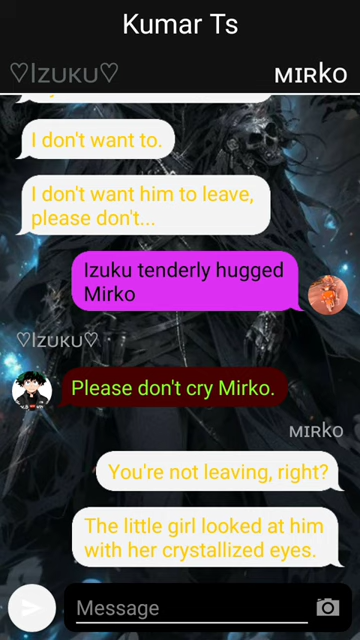 Kumar Ts
♡Izuku♡
MIRKO
I don't want to.
I don't want him to leave,
please don't...
Izuku tenderly hugged
Mirko
♡Izuku♡
Please don't cry Mirko.
MIRKO
You're not leaving, right?
The little girl looked at him
with her crystallized eyes.
Message